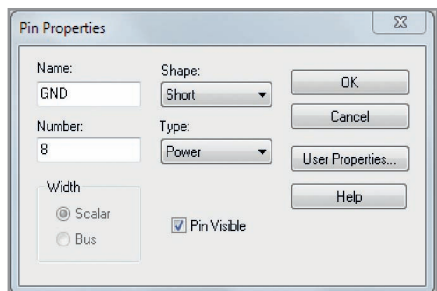 Pin Properties
Name:
GND
Shape:
Short
OK
Cancel
Number:
8
Type:
Power
User Properties...
Help
Width
Scalar
Bus
Pin Visible